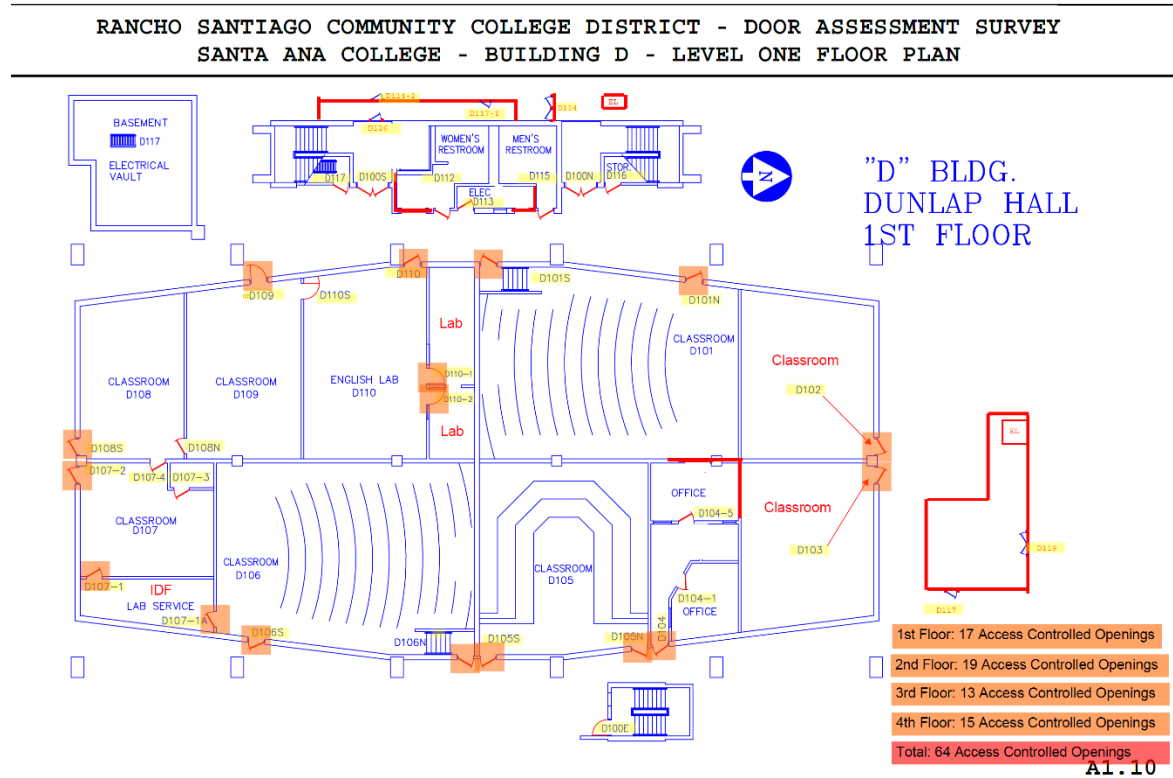 RANCHO SANTIAGO COMMUNITY COLLEGE DISTRICT - DOOR ASSESSMENT SURVEY
SANTA ANA COLLEGE - BUILDING D - LEVEL ONE FLOOR PLAN
BASEMENT
D117
ELECTRICAL
VAULT
D114-2
D117-1
D114
EL
D126
WOMEN'S
RESTROOM
MEN'S
RESTROOM
STOR.
D117
D100S
D112
ELEC
D113
D115
D100N
D116
N
"D" BLDG.
DUNLAP HALL
1ST FLOOR
D109
D110S
D110
D101S
D101N
Lab
CLASSROOM
D101
Classroom
D102
CLASSROOM
D108
CLASSROOM
D109
ENGLISH LAB
D110
D110-1
D110-2
Lab
D108S
D108N
D107-2
D107-4
D107-3
CLASSROOM
D107
OFFICE
D104-5
Classroom
D103
EL
D119
D117
CLASSROOM
D106
CLASSROOM
D105
D107-1
IDF
LAB SERVICE
D107-1A
D104-1
OFFICE
D106S
D106N
D105S
D105N
D104
D100E
1st Floor: 17 Access Controlled Openings
2nd Floor: 19 Access Controlled Openings
3rd Floor: 13 Access Controlled Openings
4th Floor: 15 Access Controlled Openings
Total: 64 Access Controlled Openings
A1.10